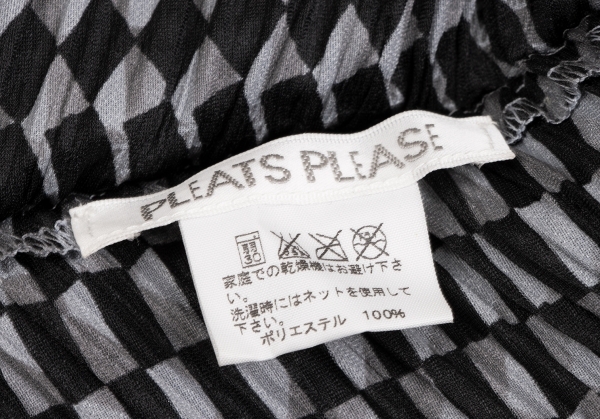 PLEATS PLEASE
家庭での乾燥機はお避け下さ
い。
洗濯時にはネットを使用して
下さい。
ポリエステル 100%